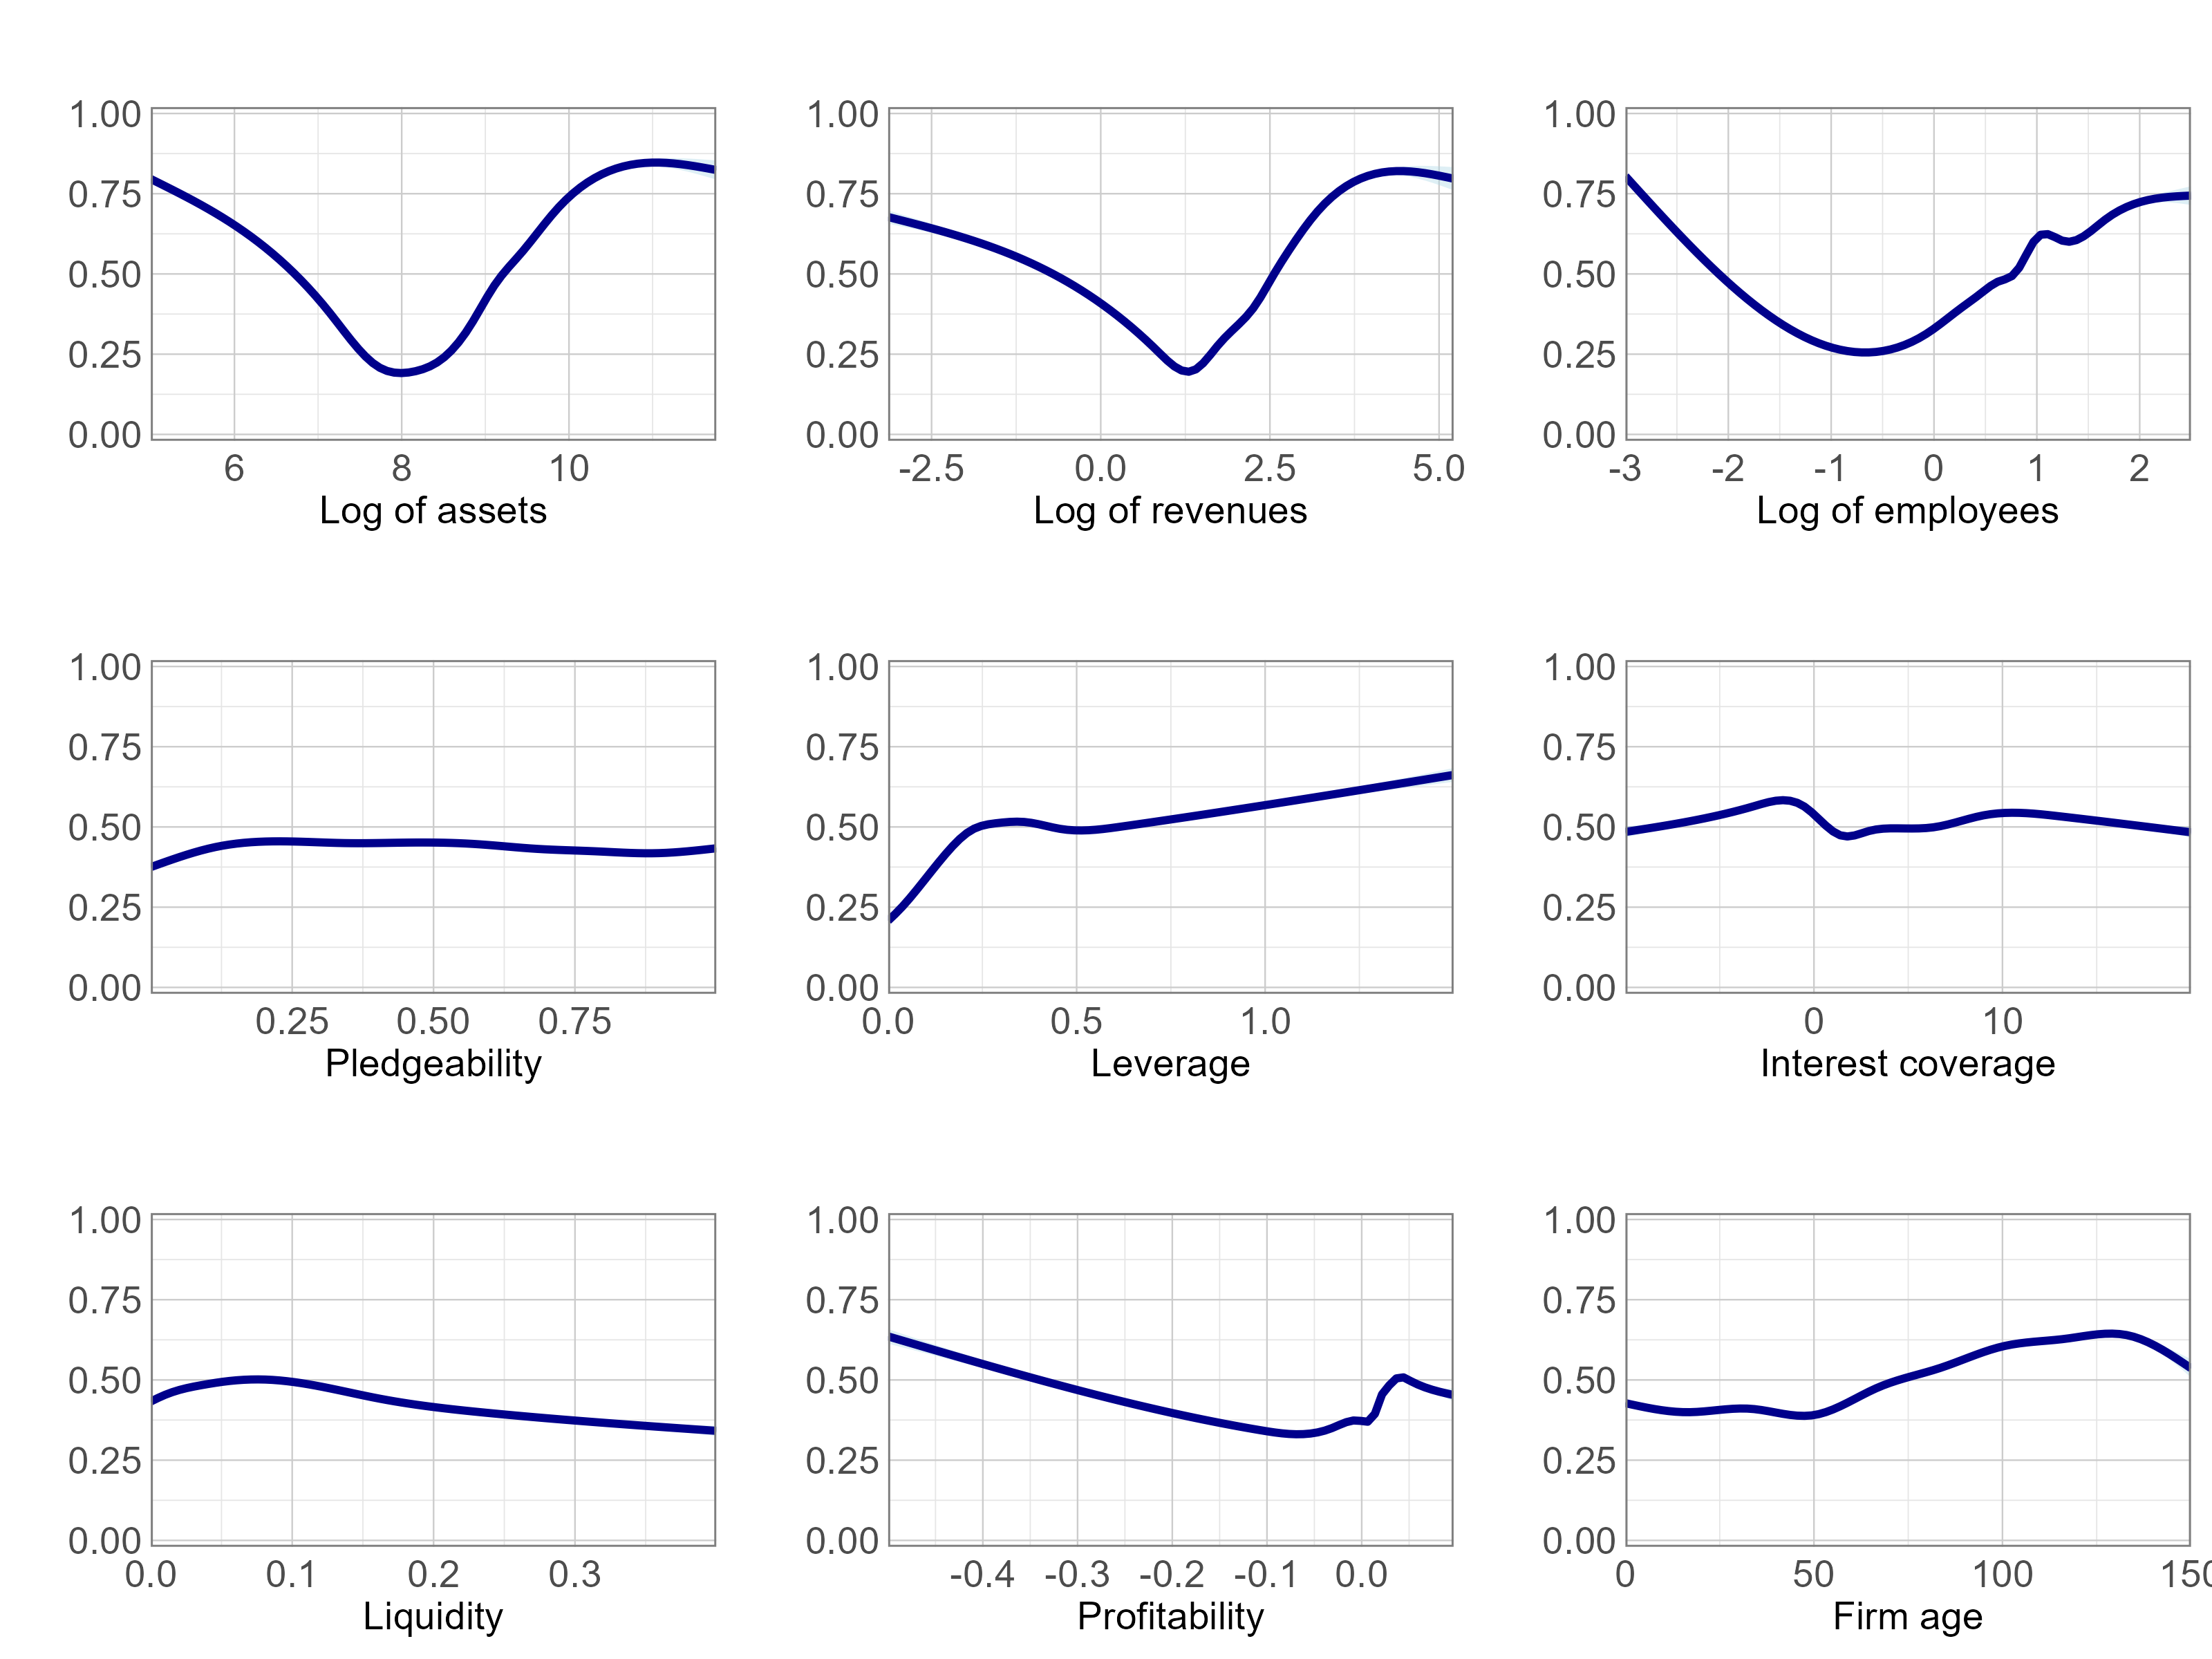 1.00 1.00 1.00
0.75 0.75 0.75
0.50 0.50 0.50
0.25 0.25 0.25
0.00 0.00 0.00
6 8 10 -2.5 0.0 2.5 5.0 -3 -2 -1 0 1 2
Log of assets Log of revenues Log of employees
1.00 1.00 1.00
0.75 0.75 0.75
0.50 0.50 0.50
0.25 0.25 0.25
0.00 0.00 0.00
0.25 0.50 0.75 0.0 0.5 1.0 0 10
Pledgeability Leverage Interest coverage
1.00 1.00 1.00
0.75 0.75 0.75
0.50 0.50 0.50
0.25 0.25 0.25
0.00 0.00 0.00
0.0 0.1 0.2 0.3 -0.4 -0.3 -0.2 -0.1 0.0 0 50 100 150
Liquidity Profitability Firm age